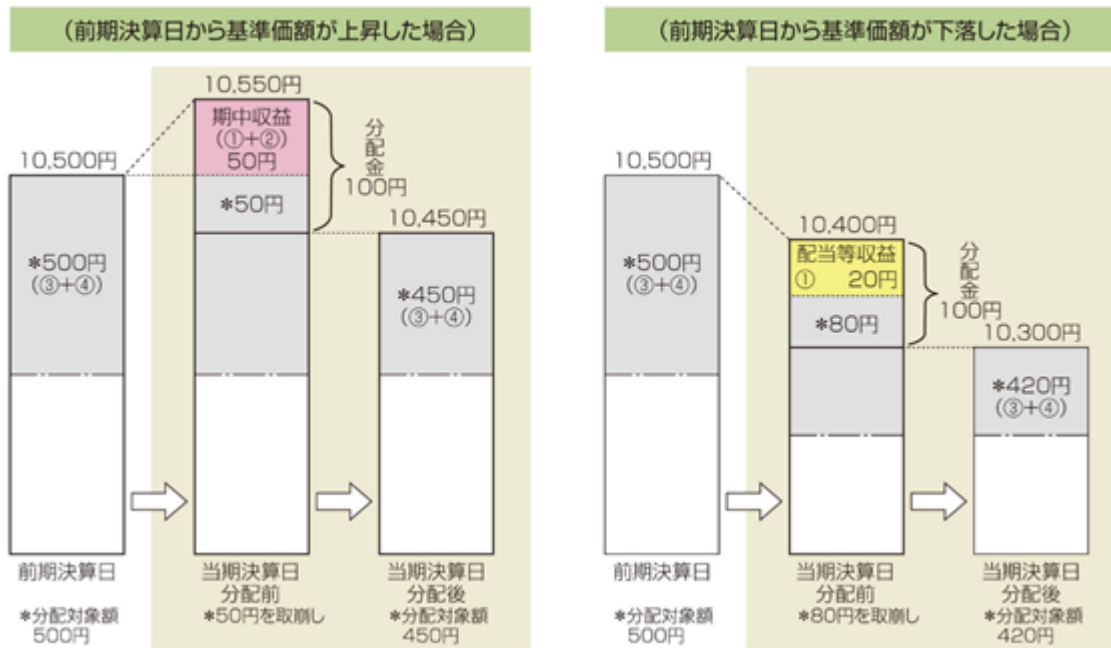 (前期決算日から基準価額が上昇した場合)
10,550円
期中収益
(①+②)
50円
分配金
100円
10,500円
*50円
10,450円
*500円
(③+④)
*450円
(③+④)
前期決算日
当期決算日
分配前
当期決算日
分配後
*分配対象額
500円
*50円を取崩し
*分配対象額
450円
(前期決算日から基準価額が下落した場合)
10,500円
10,400円
配当等収益
① 20円
分配金
100円
*500円
(③+④)
*80円
10,300円
*420円
(③+④)
前期決算日
当期決算日
分配前
当期決算日
分配後
*分配対象額
500円
*80円を取崩し
*分配対象額
420円